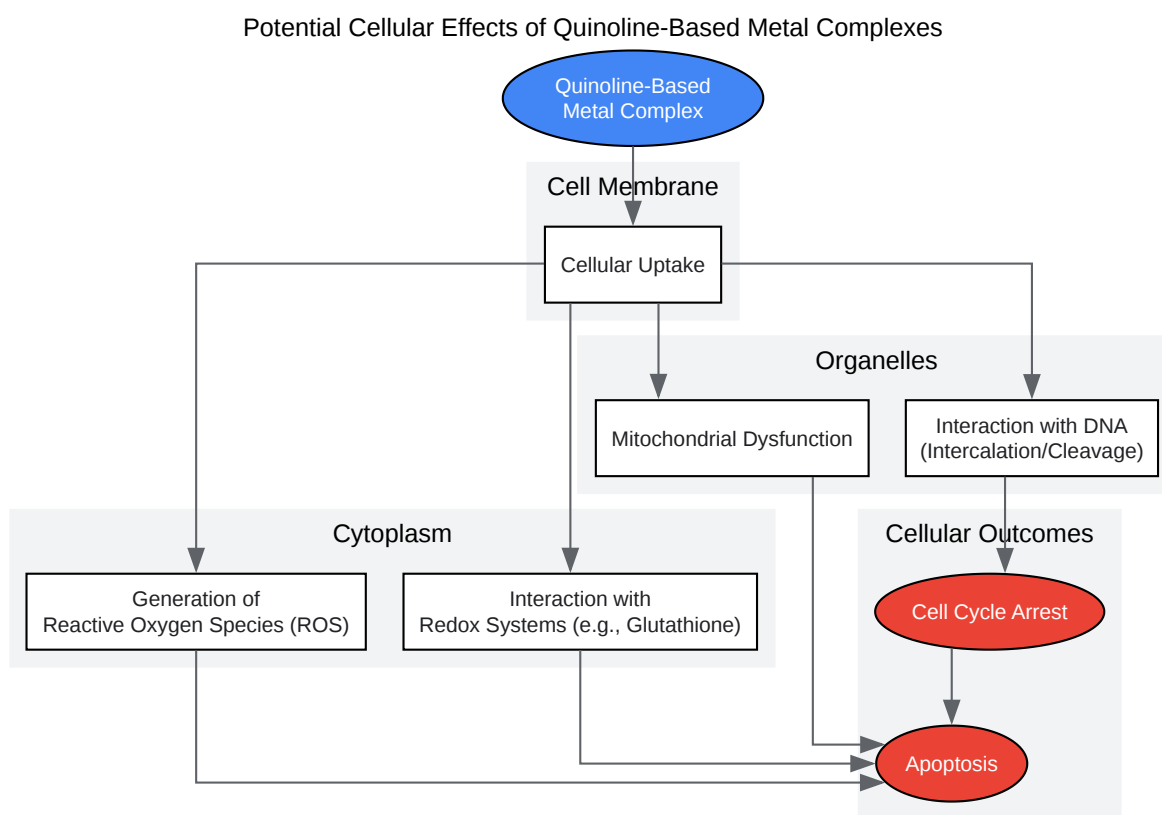 Potential Cellular Effects of Quinoline-Based Metal Complexes
Quinoline-Based
Metal Complex
Cell Membrane
Cellular Uptake
Organelles
Mitochondrial Dysfunction
Interaction with DNA
(Intercalation/Cleavage)
Cytoplasm
Generation of
Reactive Oxygen Species (ROS)
Interaction with
Redox Systems (e.g., Glutathione)
Cellular Outcomes
Cell Cycle Arrest
Apoptosis